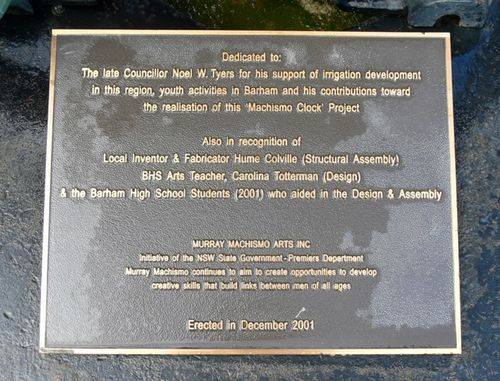 Dedicated to:
The late Councillor Noel W. Tyers for his support of irrigation development
in this region, youth activities in Barham and his contributions toward
the realisation of this 'Machismo Clock' Project
Also in recognition of
Local Inventor & Fabricator Hume Colville (Structural Assembly)
BHS Arts Teacher, Carolina Totterman (Design)
& the Barham High School Students (2001) who aided in the Design & Assembly
MURRAY MACHISMO ARTS INC
Initiative of the NSW State Government - Premiers Department
Murray Machismo continues to aim to create opportunities to develop
creative skills that build links between men of all ages
Erected in December 2001